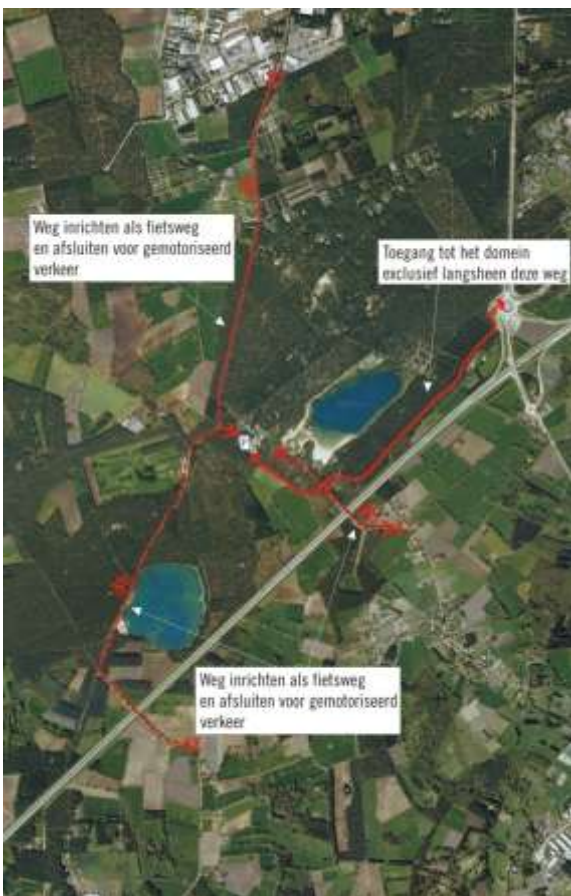 Weg inrichten als fietsweg
en afsluiten voor gemotoriseerd
verkeer
Toegang tot het domein
exclusief langsheen deze weg
Weg inrichten als fietsweg
en afsluiten voor gemotoriseerd
verkeer